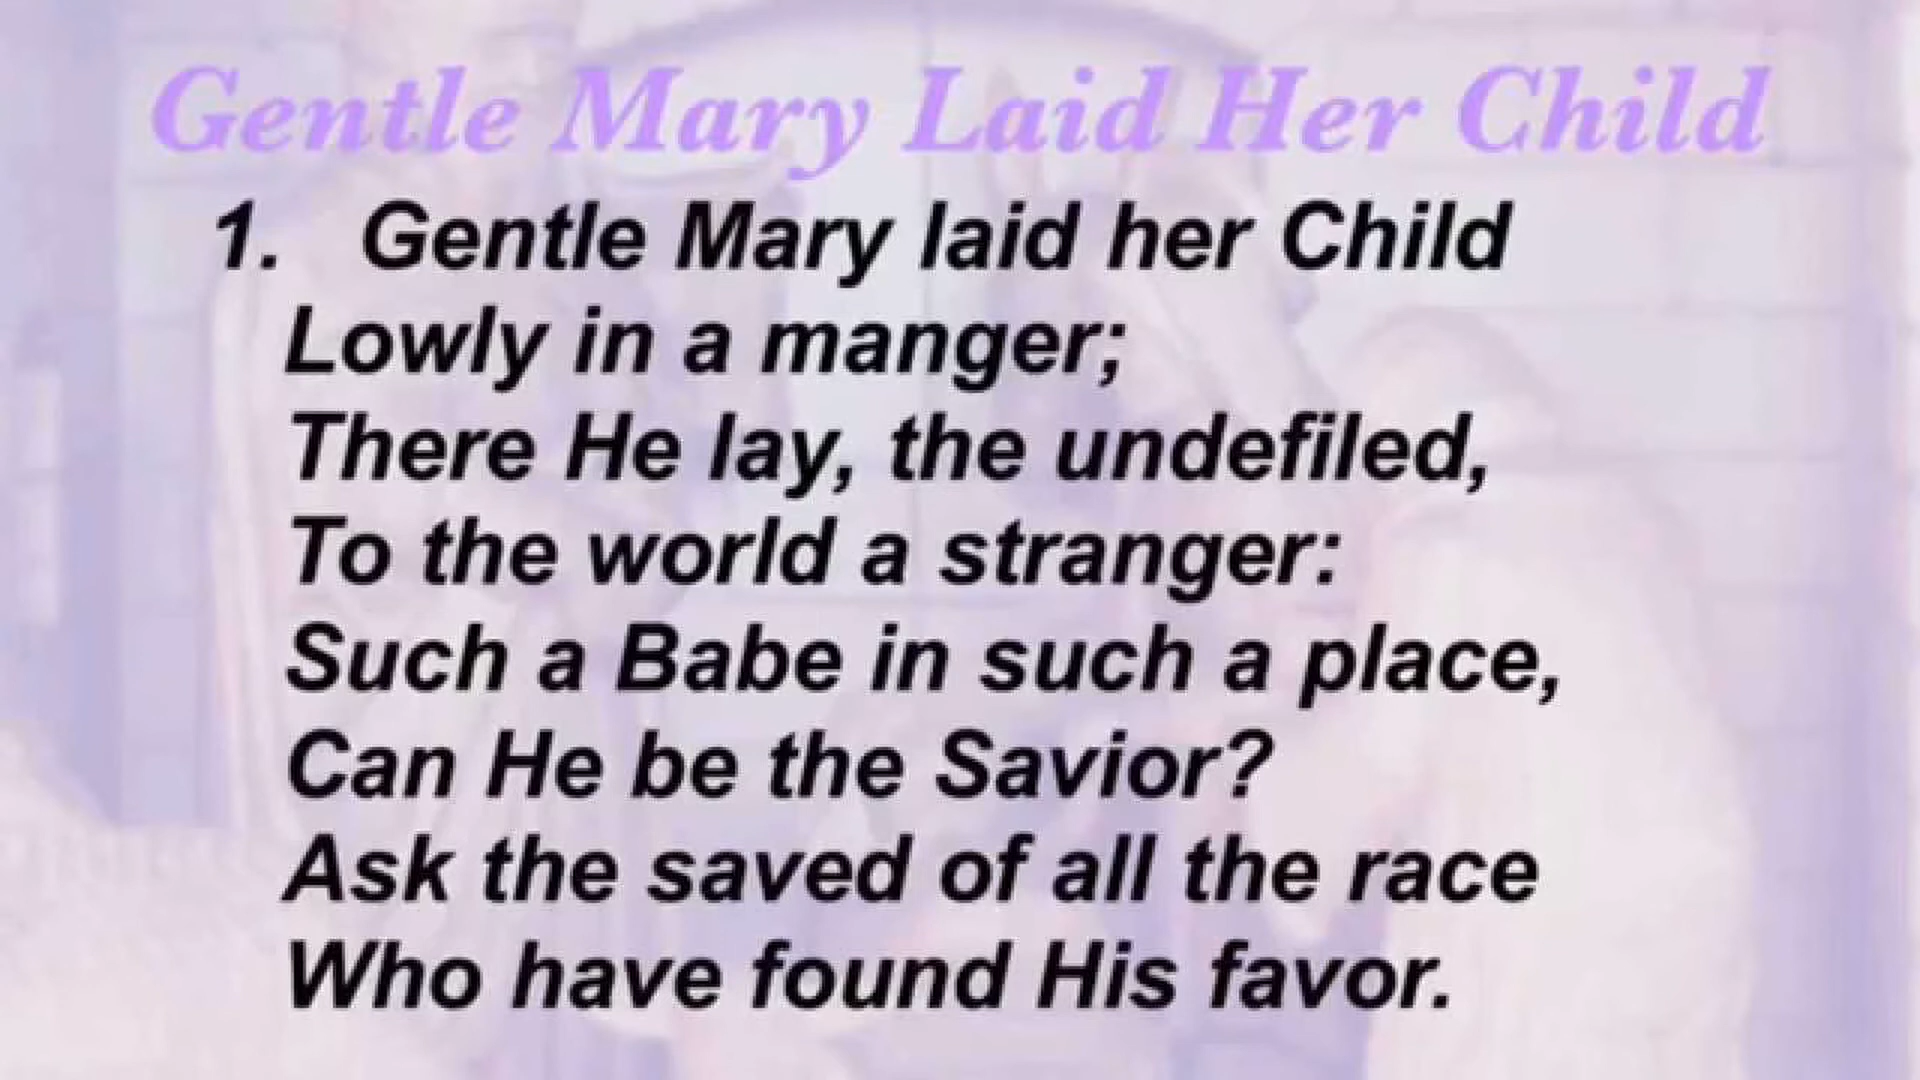 Gentle Mary Laid Her Child
1. Gentle Mary laid her Child
Lowly in a manger;
There He lay, the undefiled,
To the world a stranger:
Such a Babe in such a place,
Can He be the Savior?
Ask the saved of all the race
Who have found His favor.